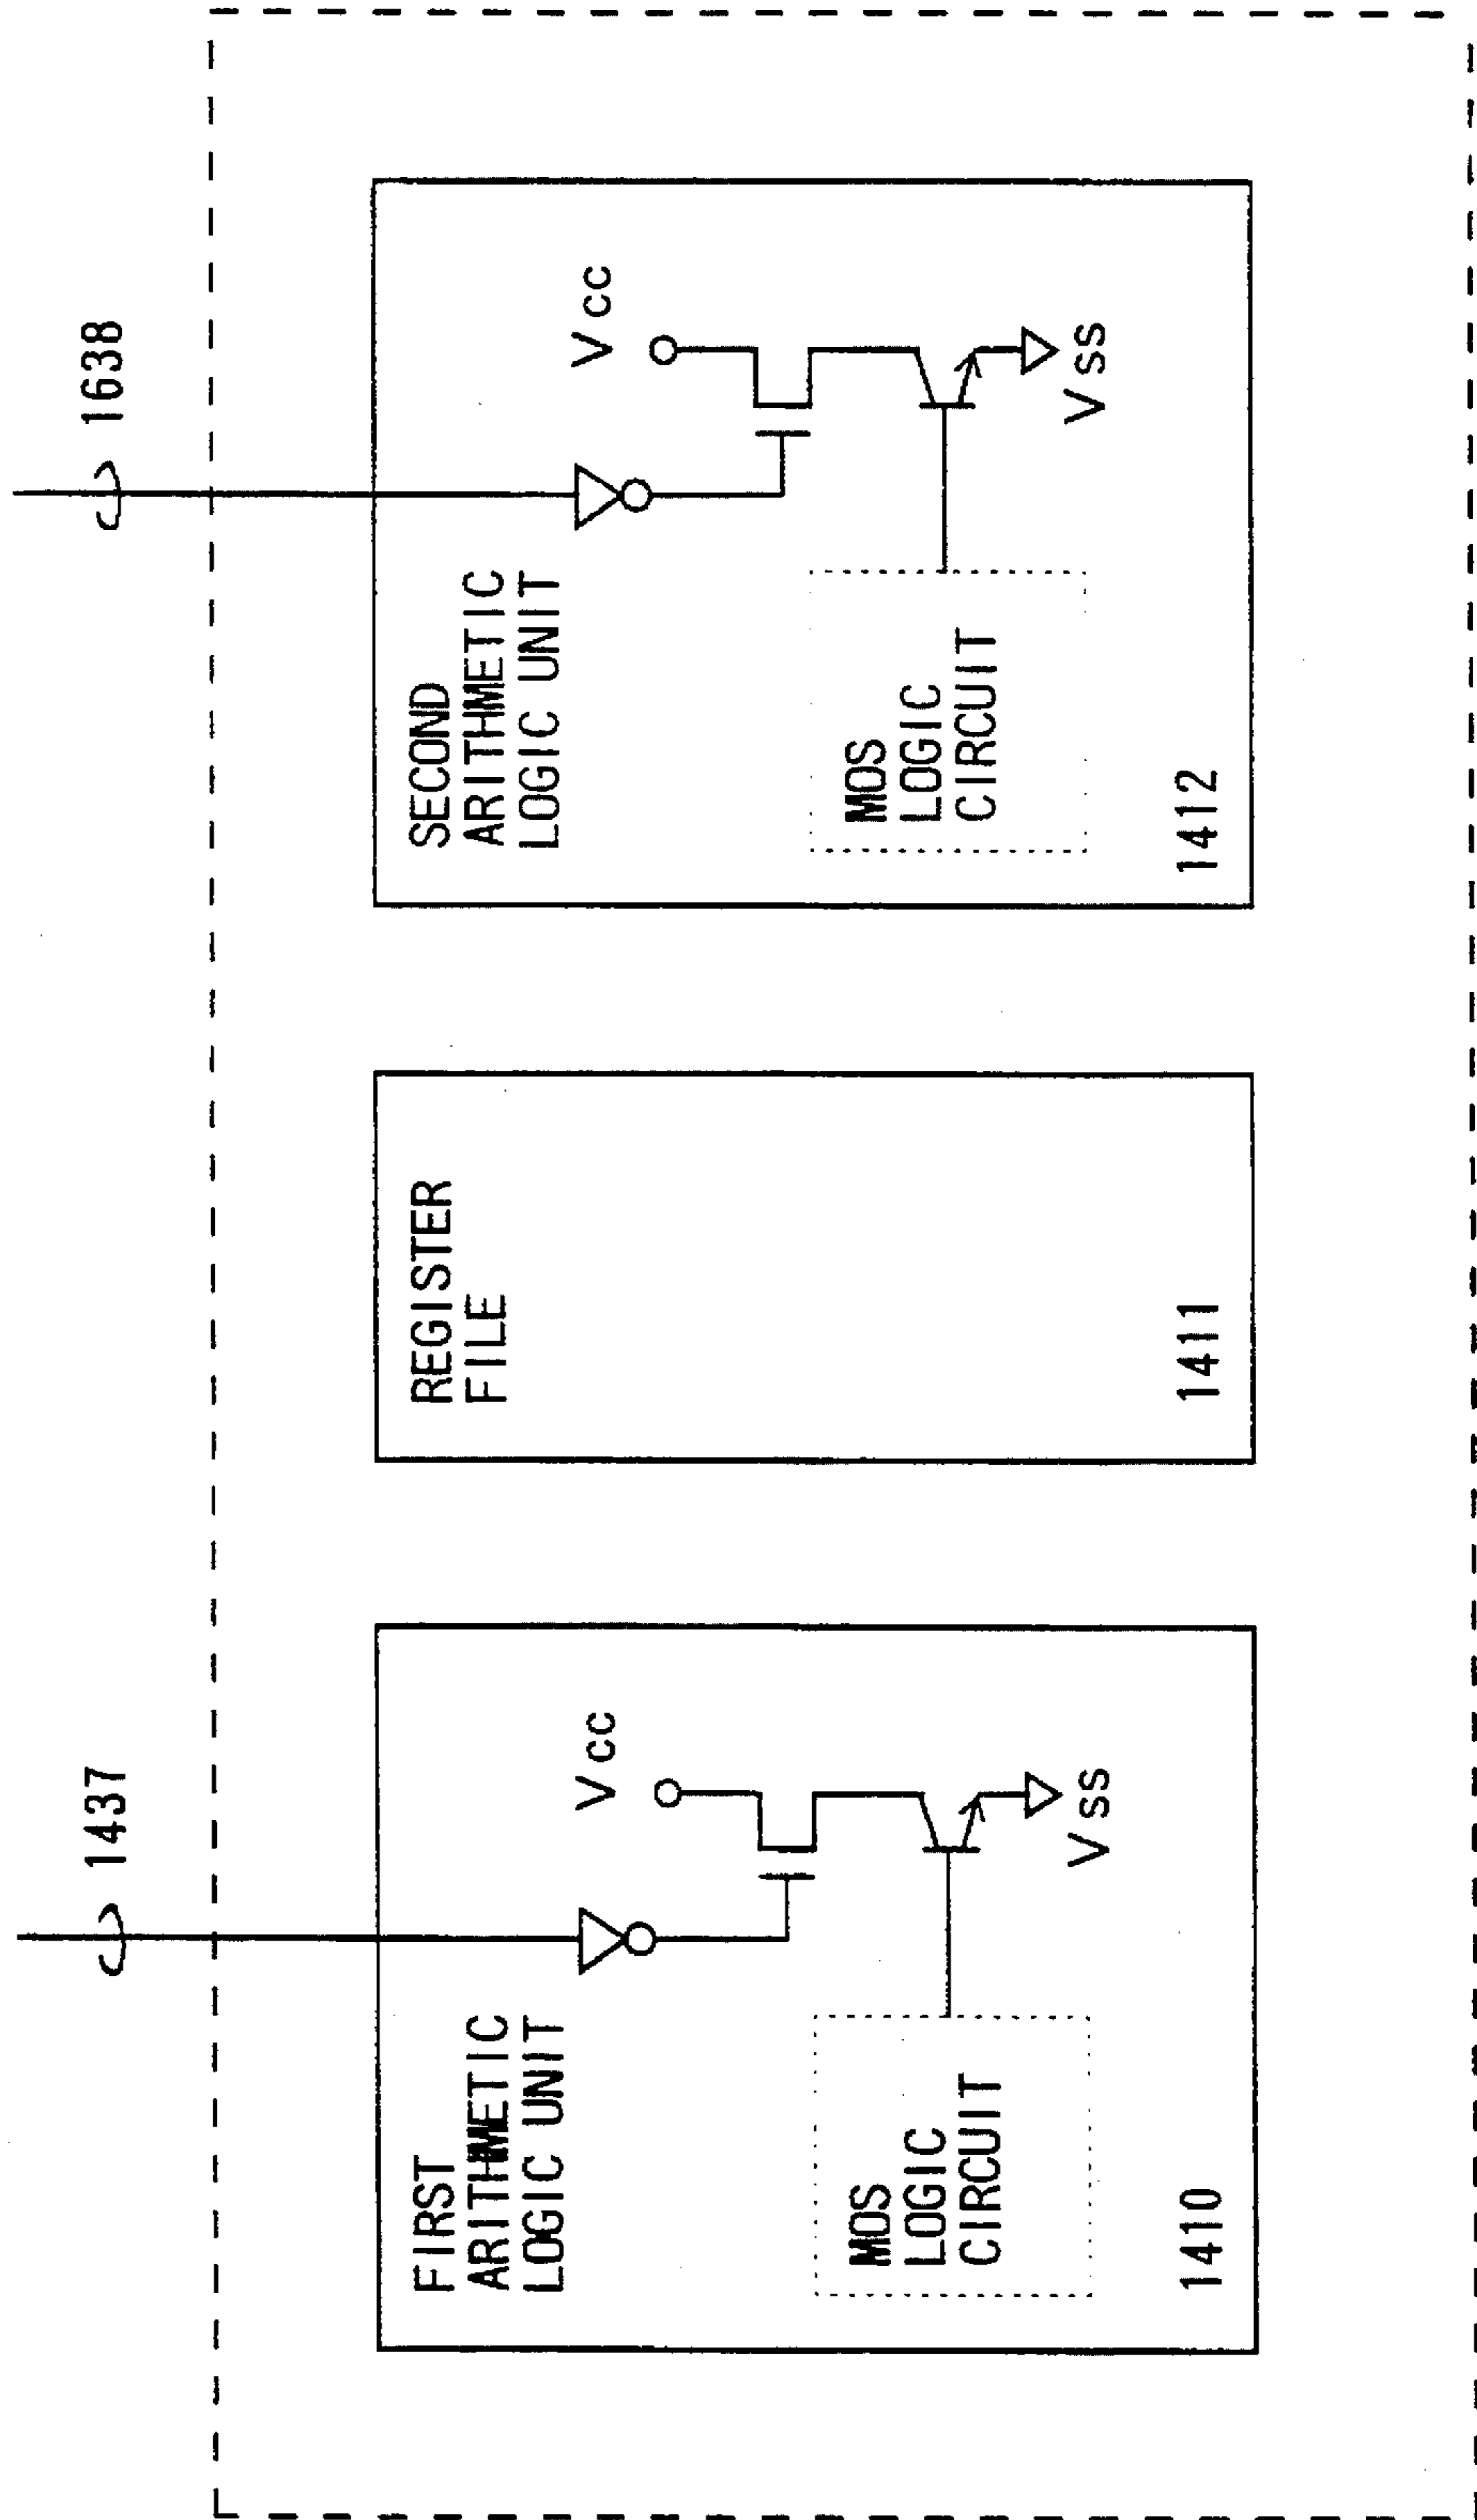 1437
1638
FIRST
ARITHMETIC
LOGIC UNIT
Vcc
MOS
LOGIC
CIRCUIT
Vss
1410
REGISTER
FILE
1411
SECOND
ARITHMETIC
LOGIC UNIT
Vcc
MOS
LOGIC
CIRCUIT
Vss
1412